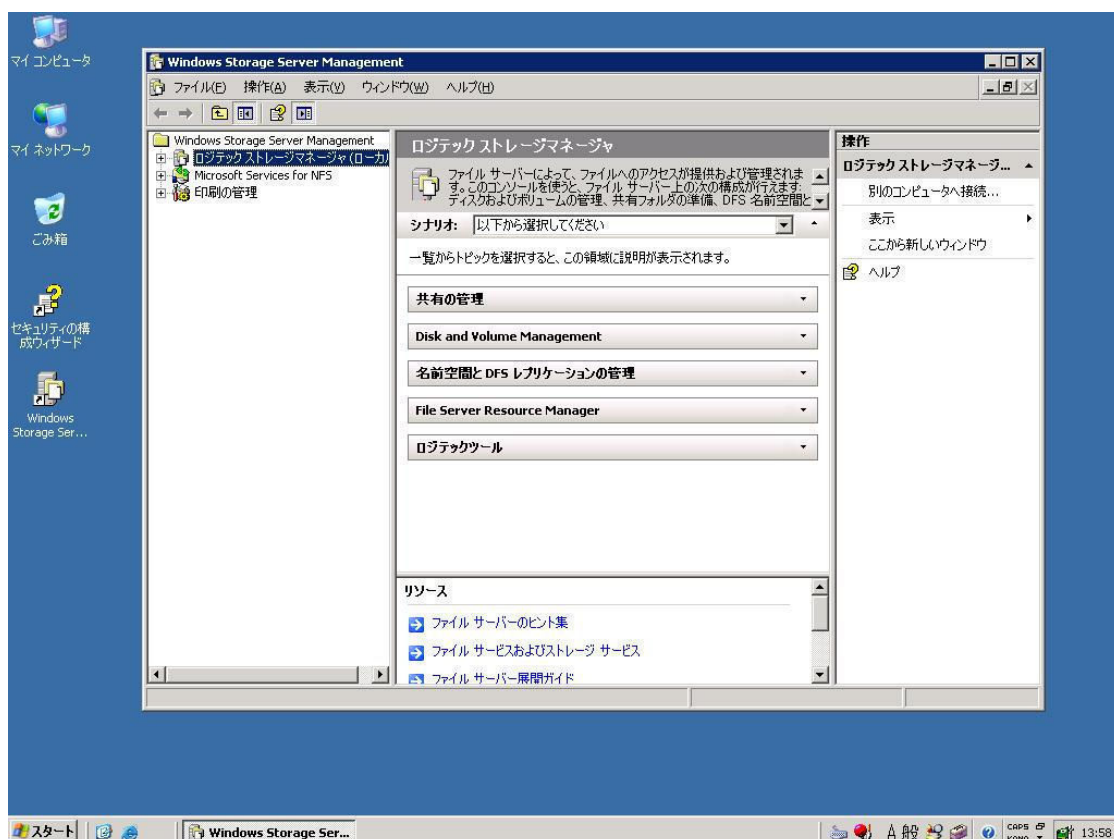 マイ コンピュータ
マイ ネットワーク
ごみ箱
セキュリティの構
成ウィザード
Windows
Storage Ser...
Windows Storage Server Management
ファイル(F) 操作(A) 表示(V) ウィンドウ(W) ヘルプ(H)
Windows Storage Server Management
ロジテック ストレージマネージャ (ローカ
Microsoft Services for NFS
印刷の管理
ロジテック ストレージマネージャ
ファイル サーバーによって、ファイルへのアクセスが提供および管理されま
す。このコンソールを使うと、ファイル サーバー上の次の構成が行えます:
ディスクおよびボリュームの管理、共有フォルダの準備、DFS 名前空間と
シナリオ: 以下から選択してください
一覧からトピックを選択すると、この領域に説明が表示されます。
共有の管理
Disk and Volume Management
名前空間と DFS レプリケーションの管理
File Server Resource Manager
ロジテックツール
リソース
ファイル サーバーのヒント集
ファイル サービスおよびストレージ サービス
ファイル サーバー展開ガイド
操作
ロジテック ストレージマネージ...
別のコンピュータへ接続...
表示
ここから新しいウィンドウ
ヘルプ
スタート
Windows Storage Ser...
A 般
CAPS
KANA
13:58